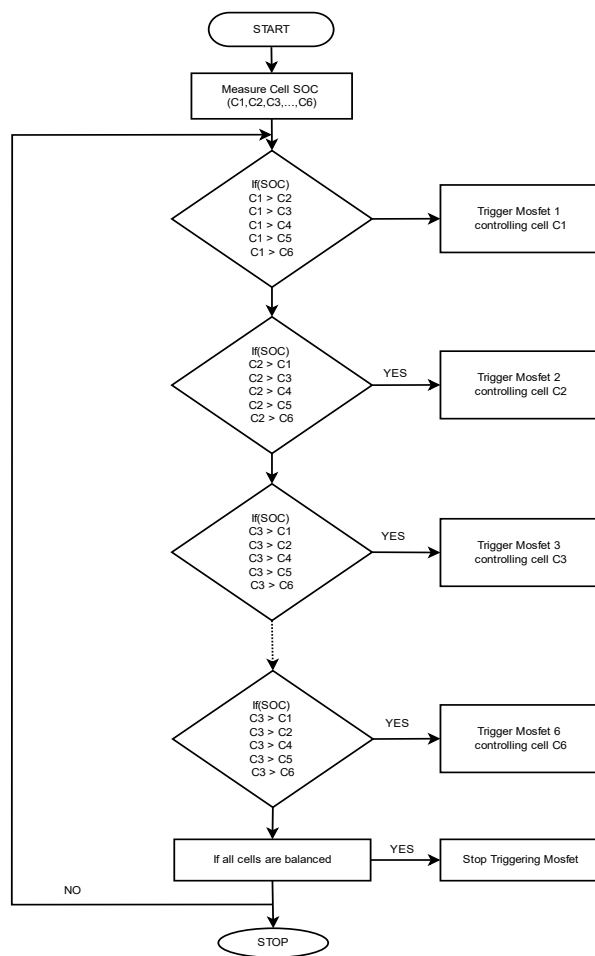 START
Measure Cell SOC
(C1,C2,C3,...,C6)
If(SOC)
C1 > C2
C1 > C3
C1 > C4
C1 > C5
C1 > C6
Trigger Mosfet 1
controlling cell C1
If(SOC)
C2 > C1
C2 > C3
C2 > C4
C2 > C5
C2 > C6
YES
Trigger Mosfet 2
controlling cell C2
If(SOC)
C3 > C1
C3 > C2
C3 > C4
C3 > C5
C3 > C6
YES
Trigger Mosfet 3
controlling cell C3
If(SOC)
C3 > C1
C3 > C2
C3 > C4
C3 > C5
C3 > C6
YES
Trigger Mosfet 6
controlling cell C6
If all cells are balanced
YES
Stop Triggering Mosfet
NO
STOP